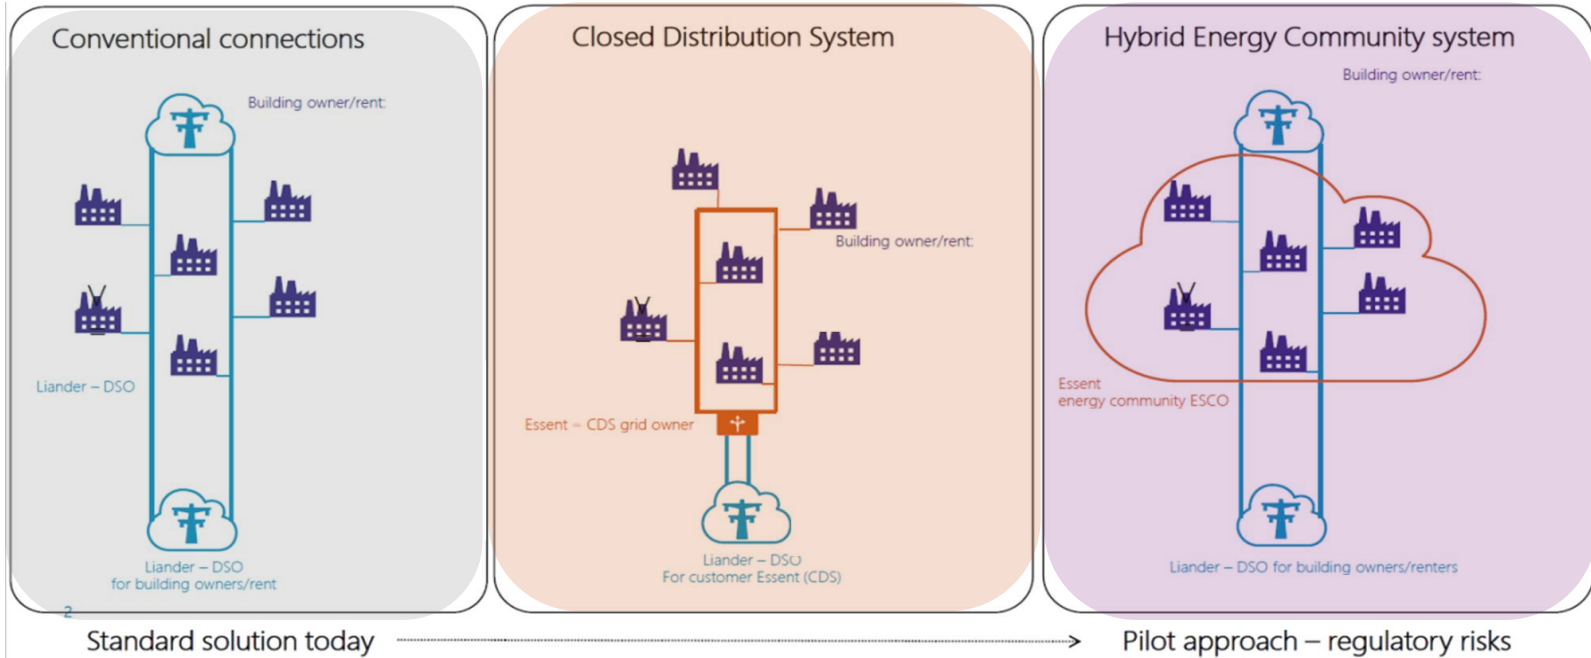 Conventional connections
Building owner/rent:
Liander – DSO
Liander – DSO
for building owners/rent
2
Closed Distribution System
Building owner/rent:
Essent = CDS grid owner
Liander – DSO
For customer Essent (CDS)
Hybrid Energy Community system
Building owner/rent:
Essent
energy community ESCO
Liander – DSO for building owners/renters
Standard solution today
Pilot approach – regulatory risks